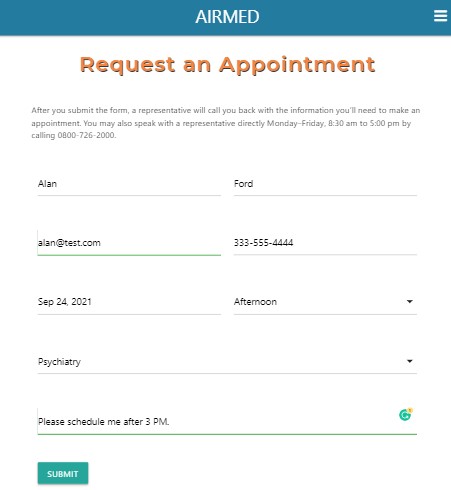 AIRMED
Request an Appointment
After you submit the form, a representative will call you back with the information you'll need to make an
appointment. You may also speak with a representative directly Monday–Friday, 8:30 am to 5:00 pm by
calling 0800-726-2000.
Alan
Ford
alan@test.com
333-555-4444
Sep 24, 2021
Afternoon
Psychiatry
Please schedule me after 3 PM.
SUBMIT